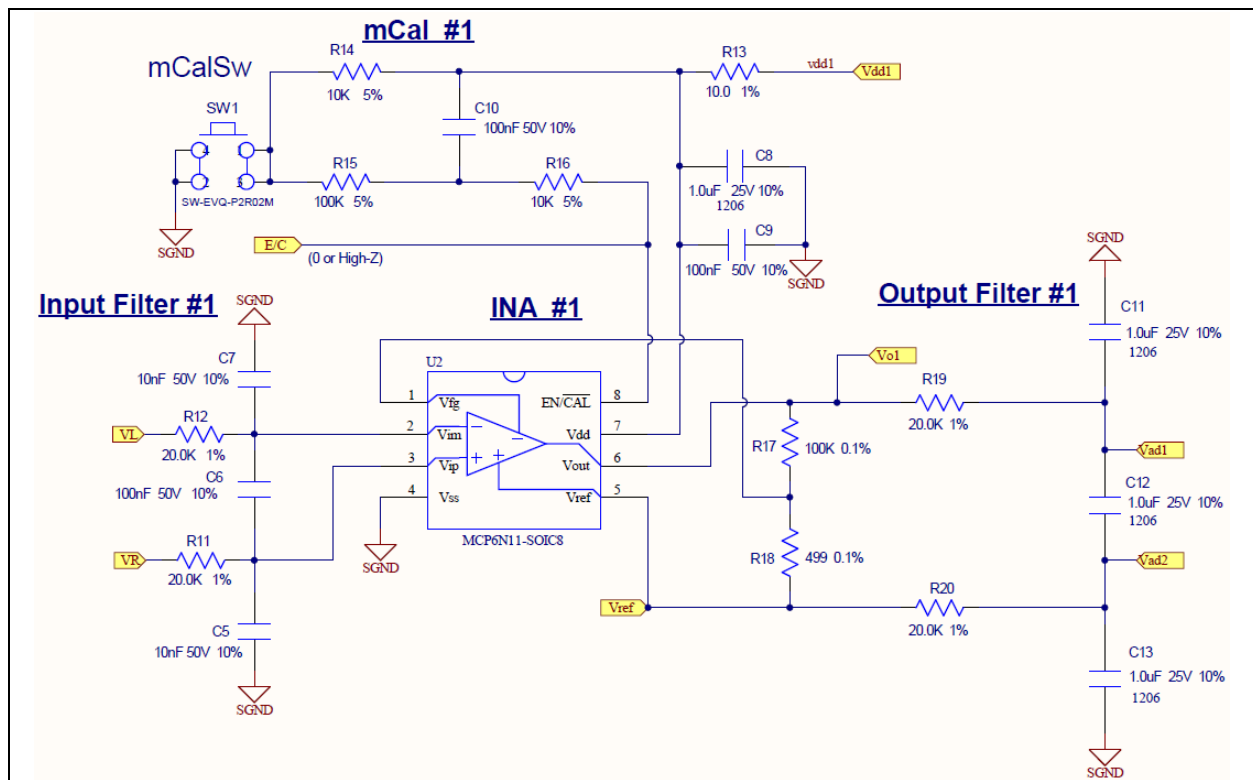 mCal #1
mCalSw
SW1
4
1
2
3
SW-EVQ-P2R02M
SGND
R14
10K 5%
C10
100nF 50V 10%
R15
100K 5%
R16
10K 5%
R13
10.0 1%
vdd1
Vdd1
C8
1.0uF 25V 10%
1206
C9
100nF 50V 10%
SGND
E/C
(0 or High-Z)
Input Filter #1
SGND
C7
10nF 50V 10%
R12
VL
20.0K 1%
C6
100nF 50V 10%
R11
VR
20.0K 1%
C5
10nF 50V 10%
SGND
INA #1
U2
1
Vfg
EN/CAL
8
2
Vim
Vdd
7
3
Vip
Vout
6
4
Vss
Vref
5
MCP6N11-SOIC8
SGND
R17
100K 0.1%
R18
499 0.1%
Vref
Output Filter #1
SGND
C11
1.0uF 25V 10%
1206
Vo1
R19
20.0K 1%
Vad1
C12
1.0uF 25V 10%
1206
Vad2
R20
20.0K 1%
C13
1.0uF 25V 10%
1206
SGND